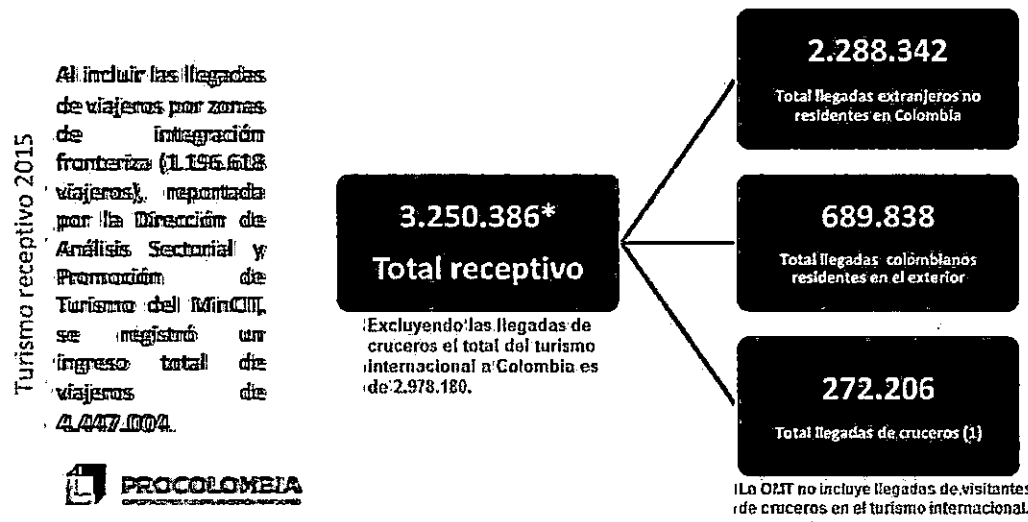 Turismo receptivo 2015
Al incluir las llegadas
de viajeros por zonas
de integración
fronteriza (1.196.618
viajeros), reportada
por la Dirección de
Análisis Sectorial y
Promoción de
Turismo del MinCIT,
se registró un
ingreso total de
viajeros de
4.447.004.
PROCOLOMBIA
3.250.386*
Total receptivo
Excluyendo las llegadas de
cruceros el total del turismo
internacional a Colombia es
de 2.978.180.
2.288.342
Total llegadas extranjeros no
residentes en Colombia
689.838
Total llegadas colombianos
residentes en el exterior
272.206
Total llegadas de cruceros (1)
La OMT no incluye llegadas de visitantes
de cruceros en el turismo internacional.